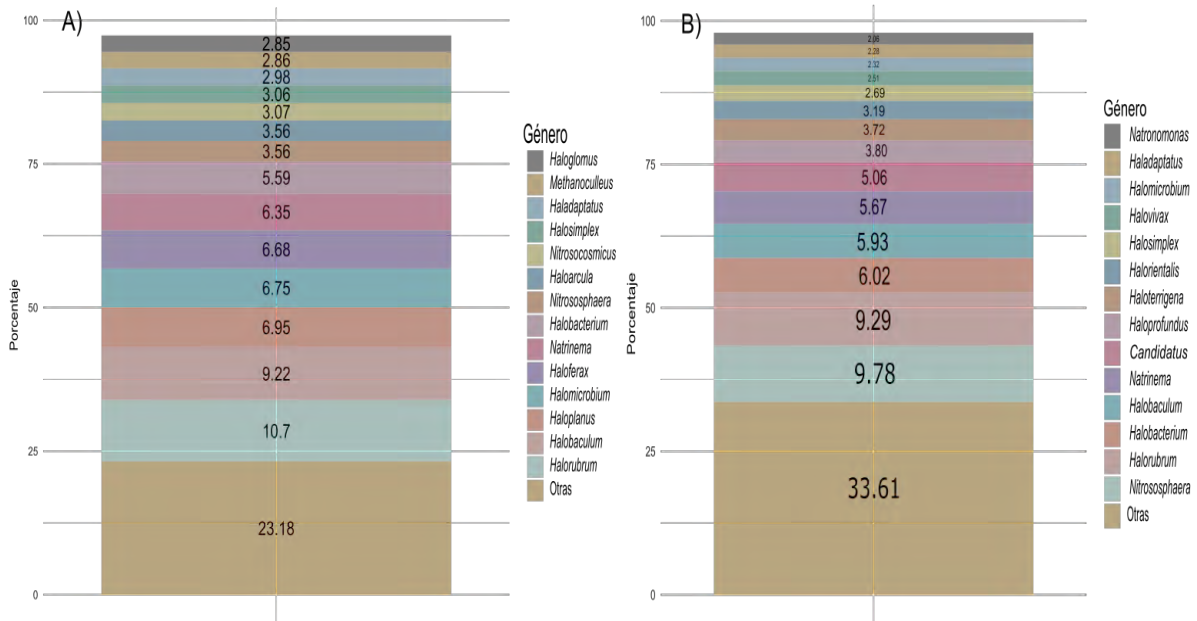 A)
Porcentaje
100
75
50
25
0
2.85
2.86
2.98
3.06
3.07
3.56
3.56
5.59
6.35
6.68
6.75
6.95
9.22
10.7
23.18
Género
Haloglomus
Methanoculleus
Haladaptatus
Halosimplex
Nitrosocosmicus
Haloarcula
Nitrososphaera
Halobacterium
Natrinema
Haloferax
Halomicrobium
Haloplanus
Halobaculum
Halorubrum
Otras
B)
Porcentaje
100
75
50
25
0
2.06
2.28
2.32
2.51
2.69
3.19
3.72
3.80
5.06
5.67
5.93
6.02
9.29
9.78
33.61
Género
Natronomonas
Haladaptatus
Halomicrobium
Halovivax
Halosimplex
Halorientalis
Haloterrigena
Haloprofundus
Candidatus
Natrinema
Halobaculum
Halobacterium
Halorubrum
Nitrososphaera
Otras